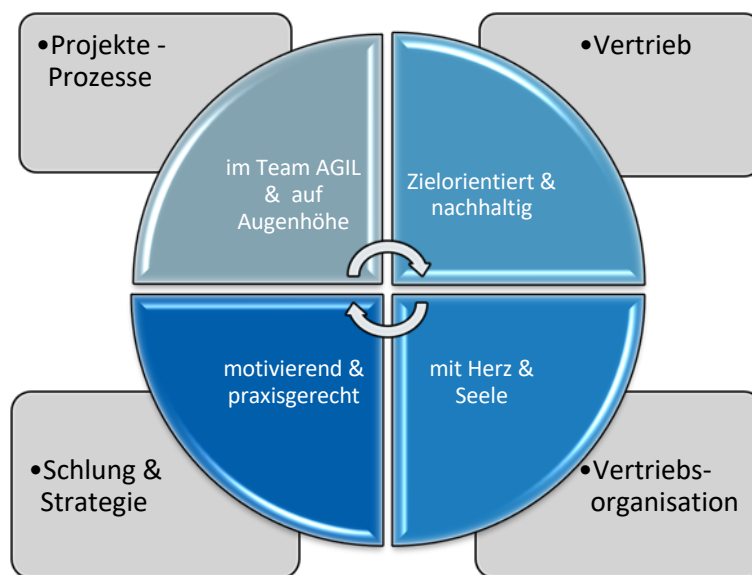 •Projekte -
Prozesse
•Vertrieb
im Team AGIL
& auf
Augenhöhe
Zielorientiert &
nachhaltig
motivierend &
praxisgerecht
mit Herz &
Seele
•Schlung &
Strategie
•Vertriebs-
organisation